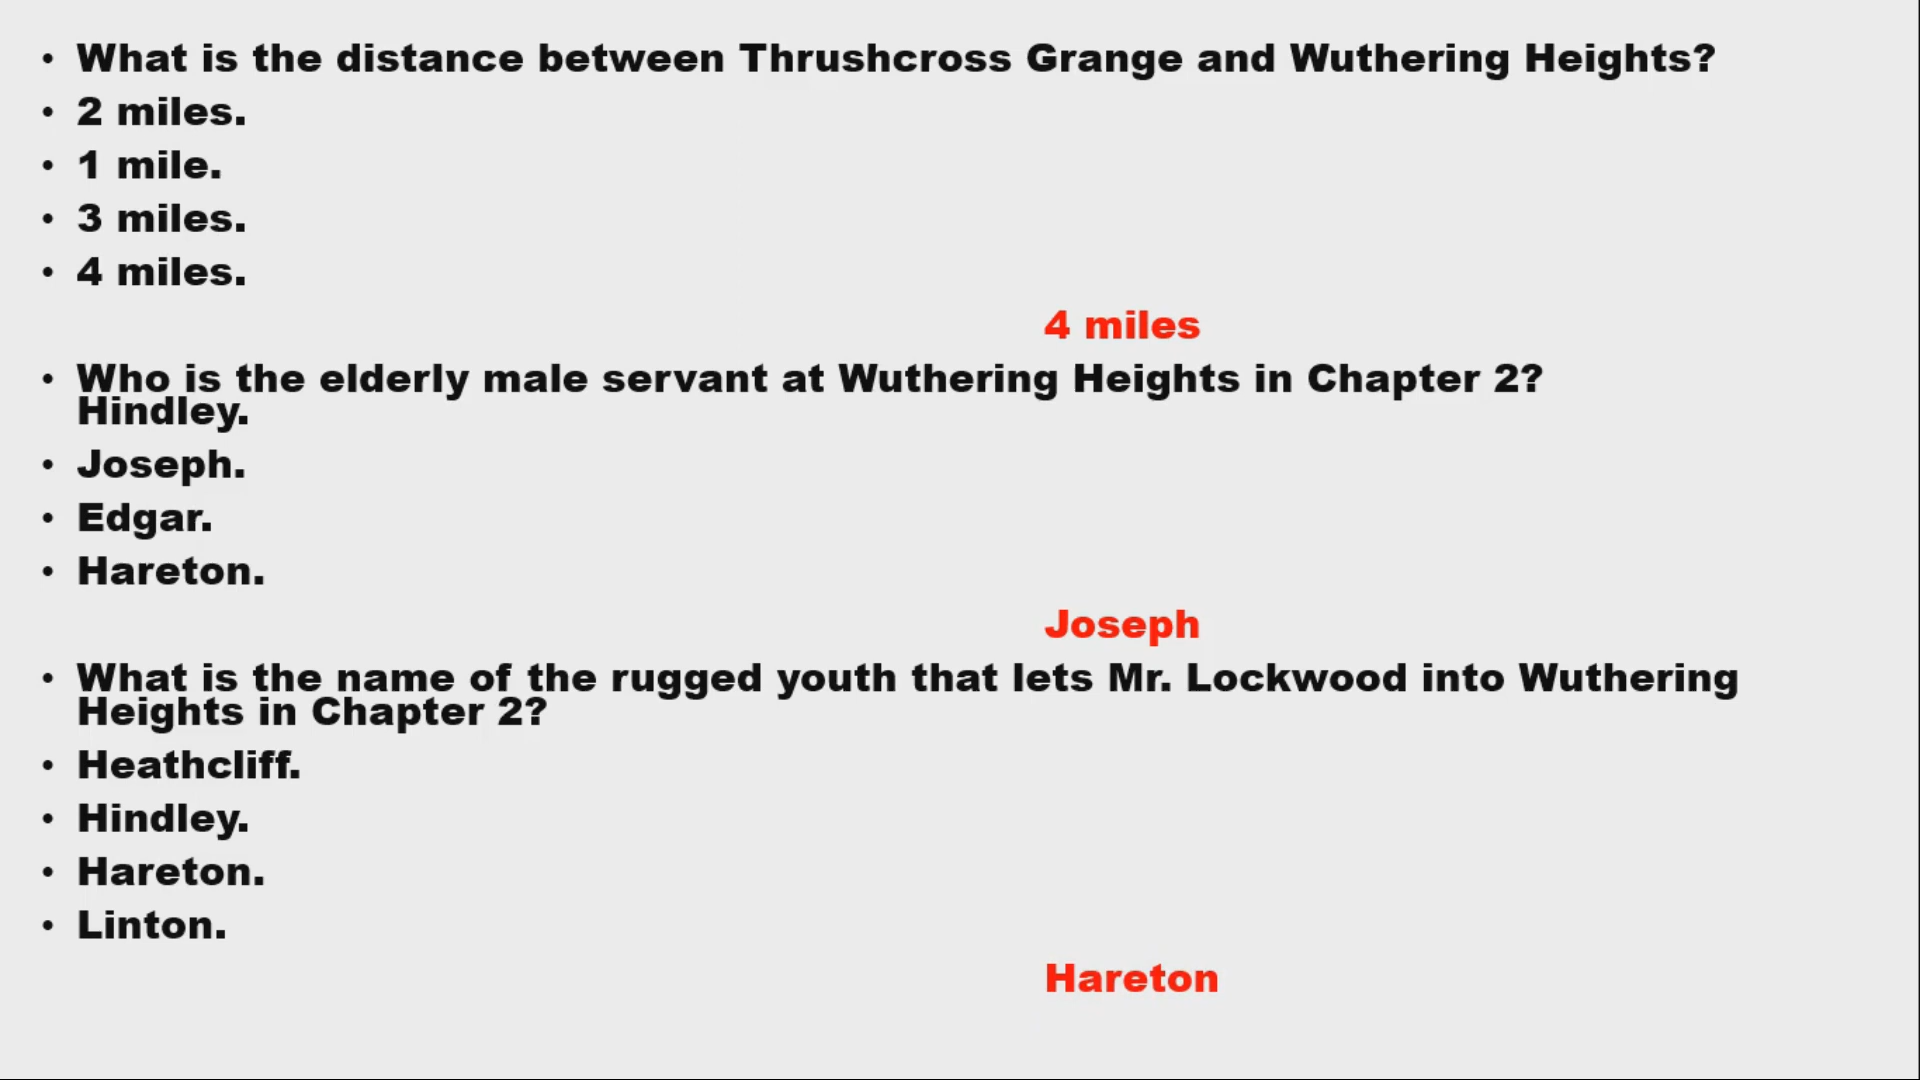 • What is the distance between Thrushcross Grange and Wuthering Heights?
• 2 miles.
• 1 mile.
• 3 miles.
• 4 miles.
4 miles
• Who is the elderly male servant at Wuthering Heights in Chapter 2?
Hindley.
• Joseph.
• Edgar.
• Hareton.
Joseph
• What is the name of the rugged youth that lets Mr. Lockwood into Wuthering
Heights in Chapter 2?
• Heathcliff.
• Hindley.
• Hareton.
• Linton.
Hareton